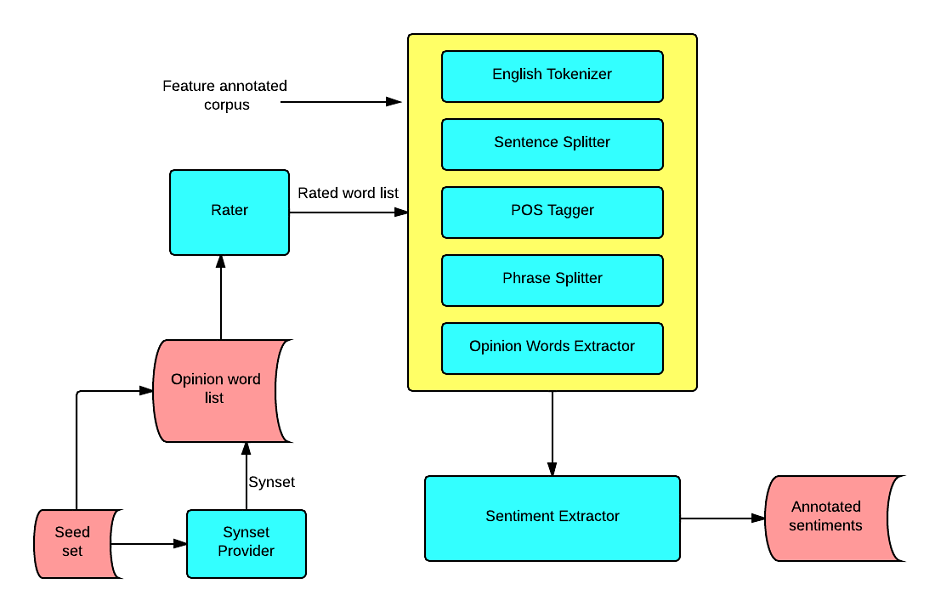 English Tokenizer
Feature annotated
corpus
Sentence Splitter
Rated word list
Rater
POS Tagger
Phrase Splitter
Opinion Words Extractor
Opinion word
list
Synset
Seed
set
Synset
Provider
Sentiment Extractor
Annotated
sentiments